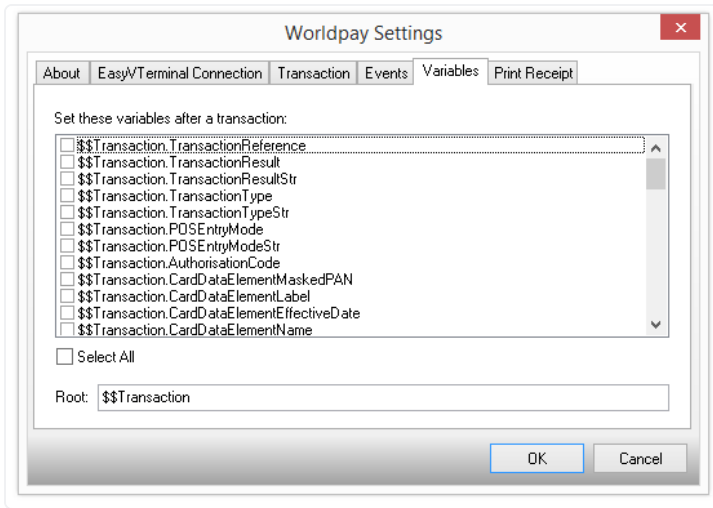 Worldpay Settings
About EasyVTerminal Connection Transaction Events Variables Print Receipt
Set these variables after a transaction:
$$Transaction.TransactionReference
$$Transaction.TransactionResult
$$Transaction.TransactionResultStr
$$Transaction.TransactionType
$$Transaction.TransactionTypeStr
$$Transaction.POSEntryMode
$$Transaction.POSEntryModeStr
$$Transaction.AuthorisationCode
$$Transaction.CardDataElementMaskedPAN
$$Transaction.CardDataElementLabel
$$Transaction.CardDataElementEffectiveDate
$$Transaction.CardDataElementName
Select All
Root: $$Transaction
OK Cancel